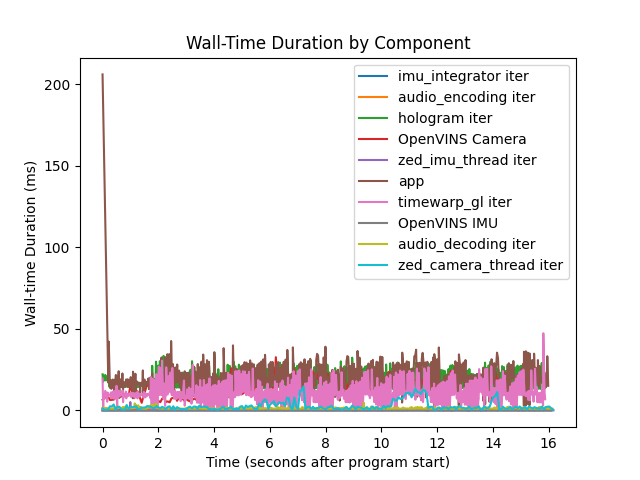 Wall-Time Duration by Component
Wall-time Duration (ms)
200
150
100
50
0
imu_integrator iter
audio_encoding iter
hologram iter
OpenVINS Camera
zed_imu_thread iter
app
timewarp_gl iter
OpenVINS IMU
audio_decoding iter
zed_camera_thread iter
0 2 4 6 8 10 12 14 16
Time (seconds after program start)